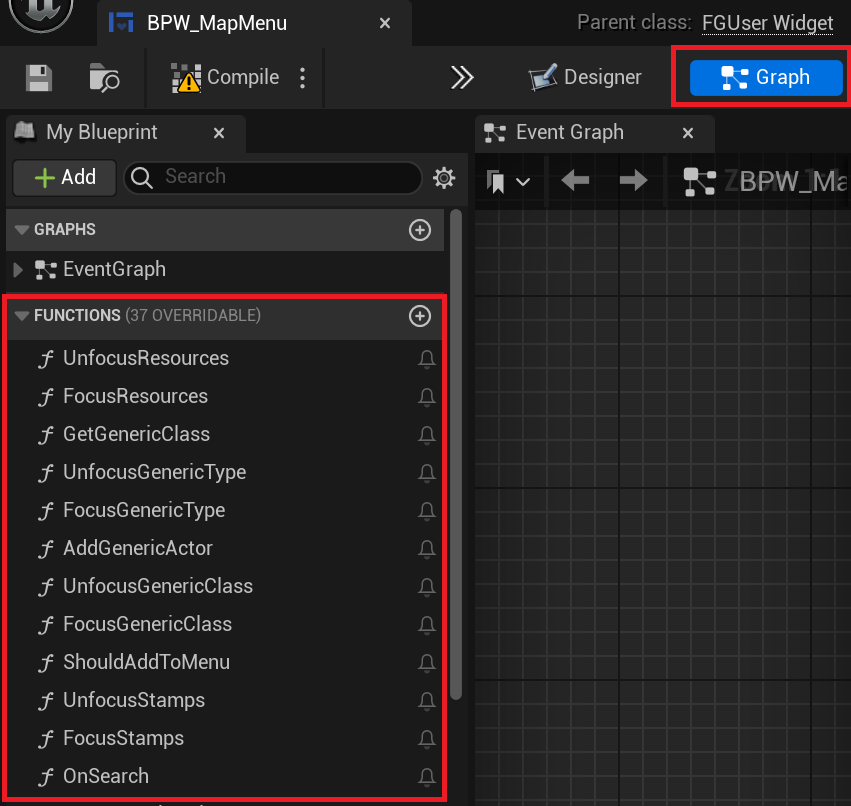 BPW_MapMenu
Parent class: FGUser Widget
Compile
Designer
Graph
My Blueprint
Event Graph
Add
Search
BPW_Ma
GRAPHS
EventGraph
FUNCTIONS (37 OVERRIDABLE)
UnfocusResources
FocusResources
GetGenericClass
UnfocusGenericType
FocusGenericType
AddGenericActor
UnfocusGenericClass
FocusGenericClass
ShouldAddToMenu
UnfocusStamps
FocusStamps
OnSearch